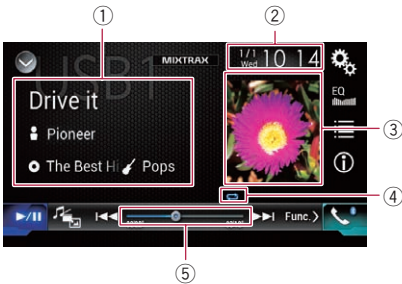 ① ②
USB1
MIXTRAX
1/1 Wed 10 14
Drive it
EQ
③
Pioneer
The Best Hi Pops
④
Func.
⑤